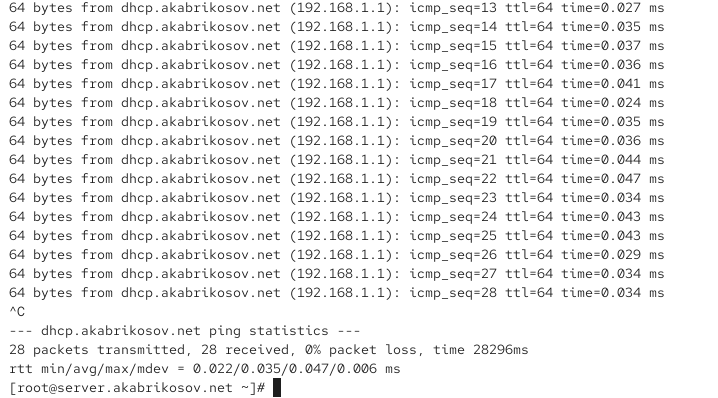 64 bytes from dhcp.akabrikosov.net (192.168.1.1): icmp_seq=13 ttl=64 time=0.027 ms
64 bytes from dhcp.akabrikosov.net (192.168.1.1): icmp_seq=14 ttl=64 time=0.035 ms
64 bytes from dhcp.akabrikosov.net (192.168.1.1): icmp_seq=15 ttl=64 time=0.037 ms
64 bytes from dhcp.akabrikosov.net (192.168.1.1): icmp_seq=16 ttl=64 time=0.036 ms
64 bytes from dhcp.akabrikosov.net (192.168.1.1): icmp_seq=17 ttl=64 time=0.041 ms
64 bytes from dhcp.akabrikosov.net (192.168.1.1): icmp_seq=18 ttl=64 time=0.024 ms
64 bytes from dhcp.akabrikosov.net (192.168.1.1): icmp_seq=19 ttl=64 time=0.035 ms
64 bytes from dhcp.akabrikosov.net (192.168.1.1): icmp_seq=20 ttl=64 time=0.036 ms
64 bytes from dhcp.akabrikosov.net (192.168.1.1): icmp_seq=21 ttl=64 time=0.044 ms
64 bytes from dhcp.akabrikosov.net (192.168.1.1): icmp_seq=22 ttl=64 time=0.047 ms
64 bytes from dhcp.akabrikosov.net (192.168.1.1): icmp_seq=23 ttl=64 time=0.034 ms
64 bytes from dhcp.akabrikosov.net (192.168.1.1): icmp_seq=24 ttl=64 time=0.043 ms
64 bytes from dhcp.akabrikosov.net (192.168.1.1): icmp_seq=25 ttl=64 time=0.043 ms
64 bytes from dhcp.akabrikosov.net (192.168.1.1): icmp_seq=26 ttl=64 time=0.029 ms
64 bytes from dhcp.akabrikosov.net (192.168.1.1): icmp_seq=27 ttl=64 time=0.034 ms
64 bytes from dhcp.akabrikosov.net (192.168.1.1): icmp_seq=28 ttl=64 time=0.034 ms
^C
--- dhcp.akabrikosov.net ping statistics ---
28 packets transmitted, 28 received, 0% packet loss, time 28296ms
rtt min/avg/max/mdev = 0.022/0.035/0.047/0.006 ms
[root@server.akabrikosov.net ~]#